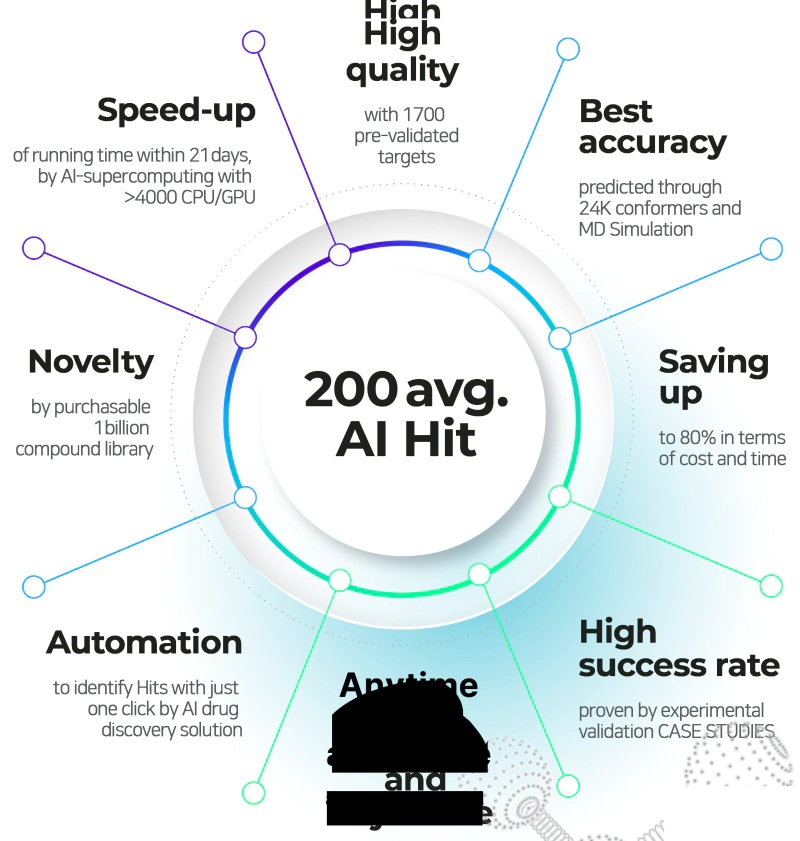 High
High
quality
with 1700
pre-validated
targets
Best
accuracy
predicted through
24K conformers and
MD Simulation
Saving
up
to 80% in terms
of cost and time
High
success rate
proven by experimental
validation CASE STUDIES
Anytime
and
Automation
to identify Hits with just
one click by AI drug
discovery solution
Novelty
by purchasable
1 billion
compound library
Speed-up
of running time within 21 days,
by AI-supercomputing with
>4000 CPU/GPU
200 avg.
AI Hit